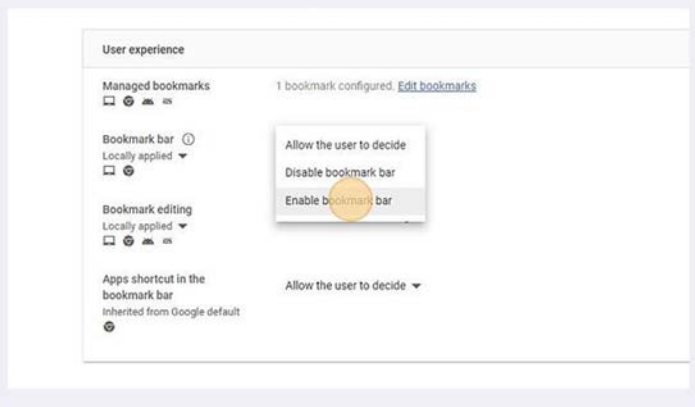 User experience
Managed bookmarks
1 bookmark configured. Edit bookmarks
iOS
Bookmark bar
Locally applied
Allow the user to decide
Disable bookmark bar
Enable bookmark bar
Bookmark editing
Locally applied
iOS
Apps shortcut in the
bookmark bar
Allow the user to decide
Inherited from Google default